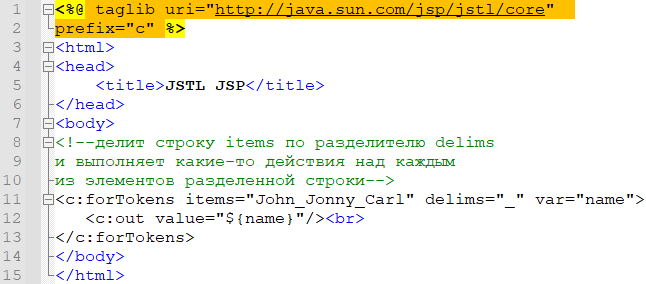 1 <%@ taglib uri="http://java.sun.com/jsp/jstl/core"
2 prefix="c" %>
3 <html>
4 <head>
5     <title>JSTL JSP</title>
6 </head>
7 <body>
8 <!--делит строку items по разделителю delims
9 и выполняет какие-то действия над каждым
10 из элементов разделенной строки-->
11 <c:forTokens items="John_Jonny_Carl" delims="_" var="name">
12    <c:out value="${name}"/><br>
13 </c:forTokens>
14 </body>
15 </html>